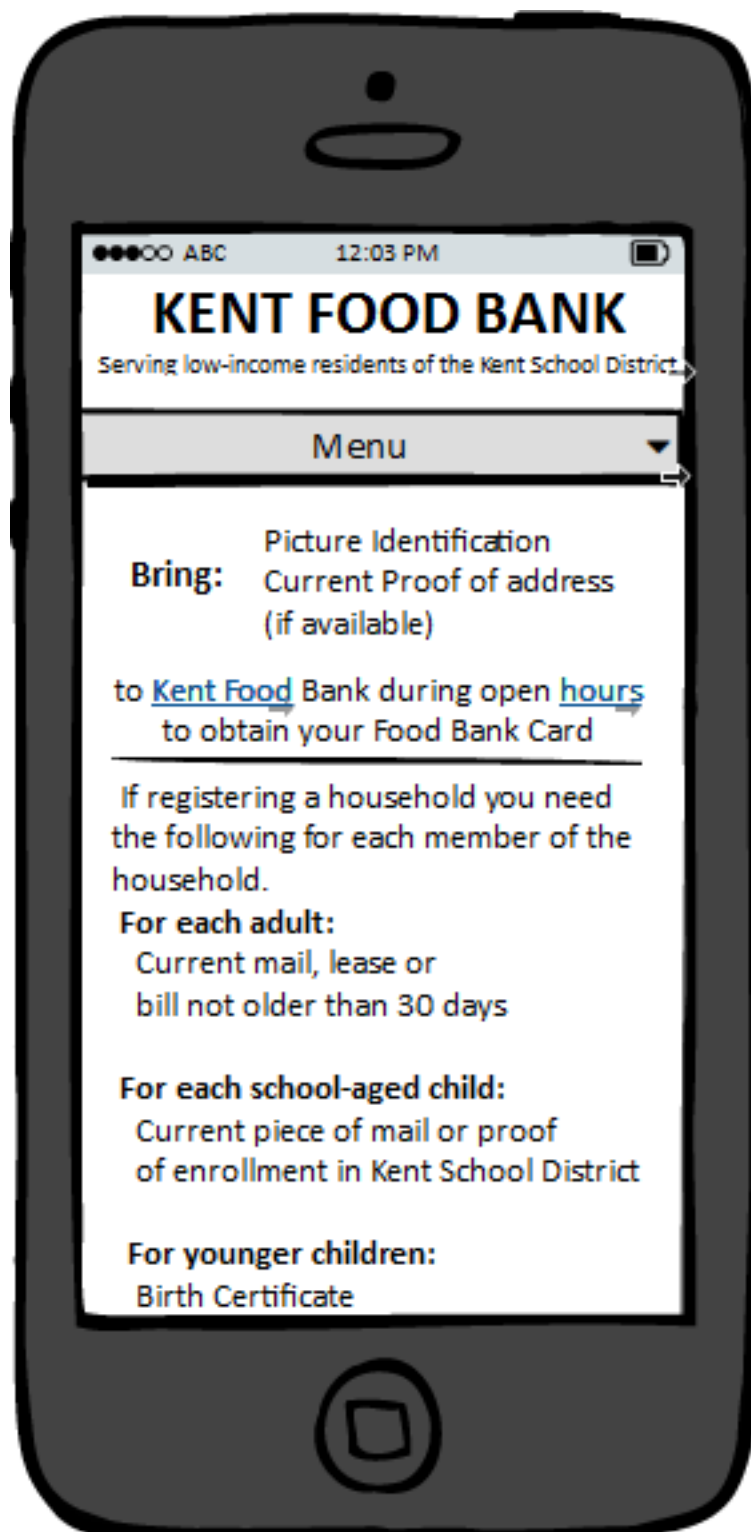 ABC 12:03 PM
KENT FOOD BANK
Serving low-income residents of the Kent School District
Menu
Bring:
Picture Identification
Current Proof of address
(if available)
to Kent Food Bank during open hours
to obtain your Food Bank Card
If registering a household you need
the following for each member of the
household.
For each adult:
Current mail, lease or
bill not older than 30 days
For each school-aged child:
Current piece of mail or proof
of enrollment in Kent School District
For younger children:
Birth Certificate